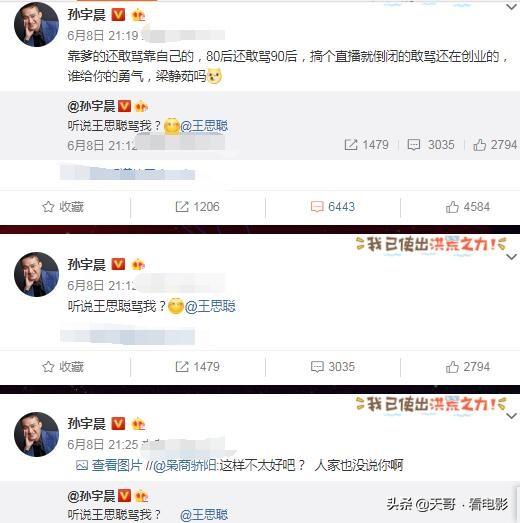 孙宇晨
6月8日 21:19
靠爹的还敢骂靠自己的，80后还敢骂90后，搞个直播就倒闭的敢骂还在创业的，
谁给你的勇气，梁静茹吗
@孙宇晨
听说王思聪骂我？@王思聪
6月8日 21:12
1479 3035 2794
收藏 1206 6443 4584
我已使出洪荒之力！
孙宇晨
6月8日 21:12
听说王思聪骂我？@王思聪
收藏 1479 3035 2794
我已使出洪荒之力！
孙宇晨
6月8日 21:25
查看图片 //@枭商骄阳:这样不太好吧？ 人家也没说你啊
@孙宇晨
听说王思聪骂我？ @王思聪
头条 @天哥·看电影